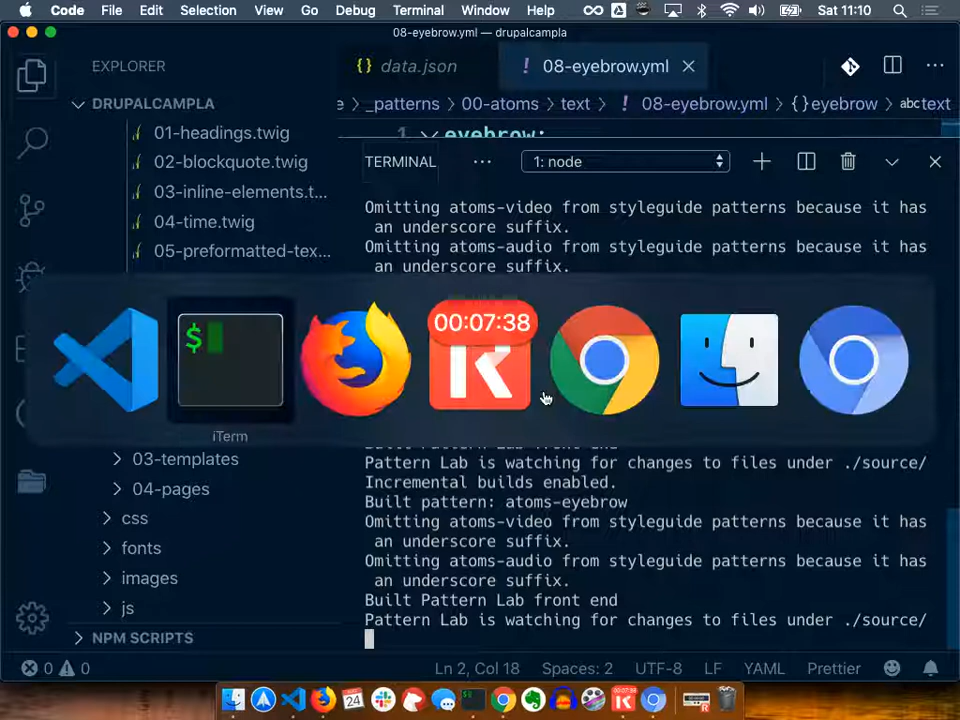 Code File Edit Selection View Go Debug Terminal Window Help Sat 11:10
08-eyebrow.yml — drupalcampla
EXPLORER
{} data.json
! 08-eyebrow.yml
DRUPALCAMPLA
_patterns > 00-atoms > text > ! 08-eyebrow.yml > {} eyebrow > abc text
01-headings.twig
1 eyebrow:
02-blockquote.twig
TERMINAL ... 1: node
03-inline-elements.t...
04-time.twig
05-preformatted-tex...
Omitting atoms-video from styleguide patterns because it has
an underscore suffix.
Omitting atoms-audio from styleguide patterns because it has
an underscore suffix.
00:07:38
$
K
iTerm
03-templates
04-pages
css
fonts
images
js
NPM SCRIPTS
Pattern Lab is watching for changes to files under ./source/
Incremental builds enabled.
Built pattern: atoms-eyebrow
Omitting atoms-video from styleguide patterns because it has
an underscore suffix.
Omitting atoms-audio from styleguide patterns because it has
an underscore suffix.
Built Pattern Lab front end
Pattern Lab is watching for changes to files under ./source/
0 0 Ln 2, Col 18 Spaces: 2 UTF-8 LF YAML Prettier
24